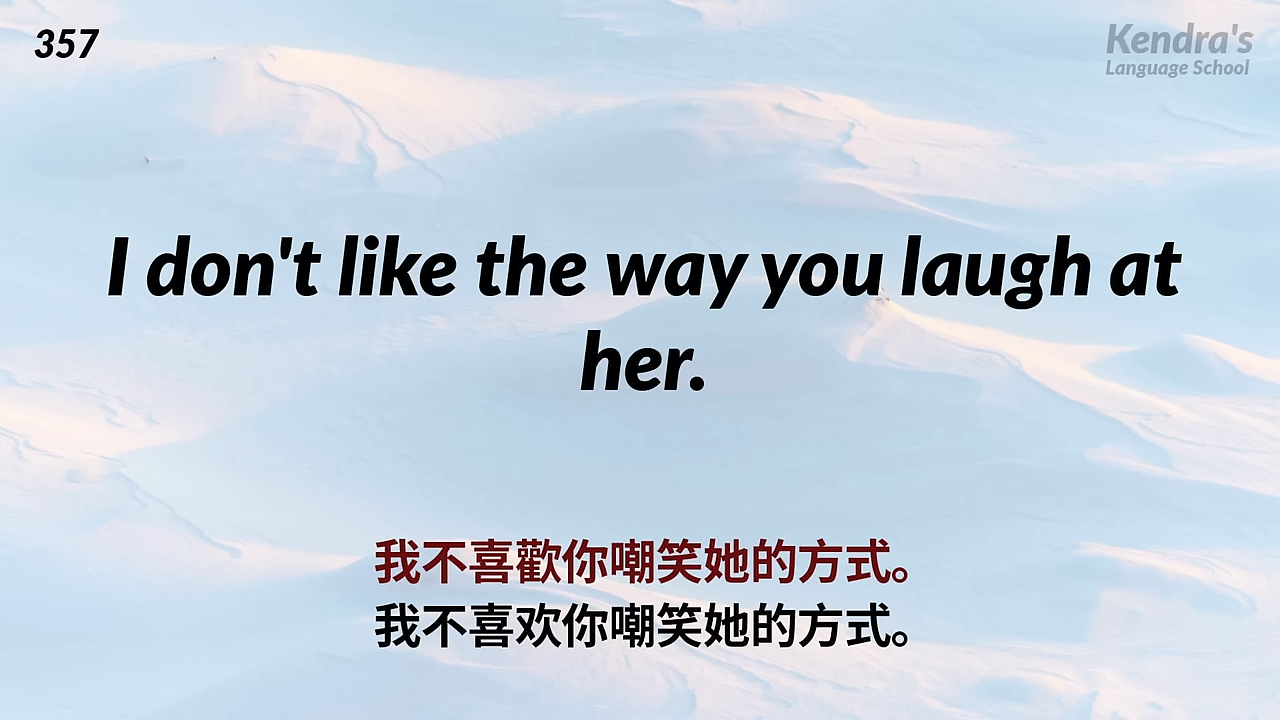 357
Kendra's
Language School
I don't like the way you laugh at
her.
我不喜歡你嘲笑她的方式。
我不喜欢你嘲笑她的方式。